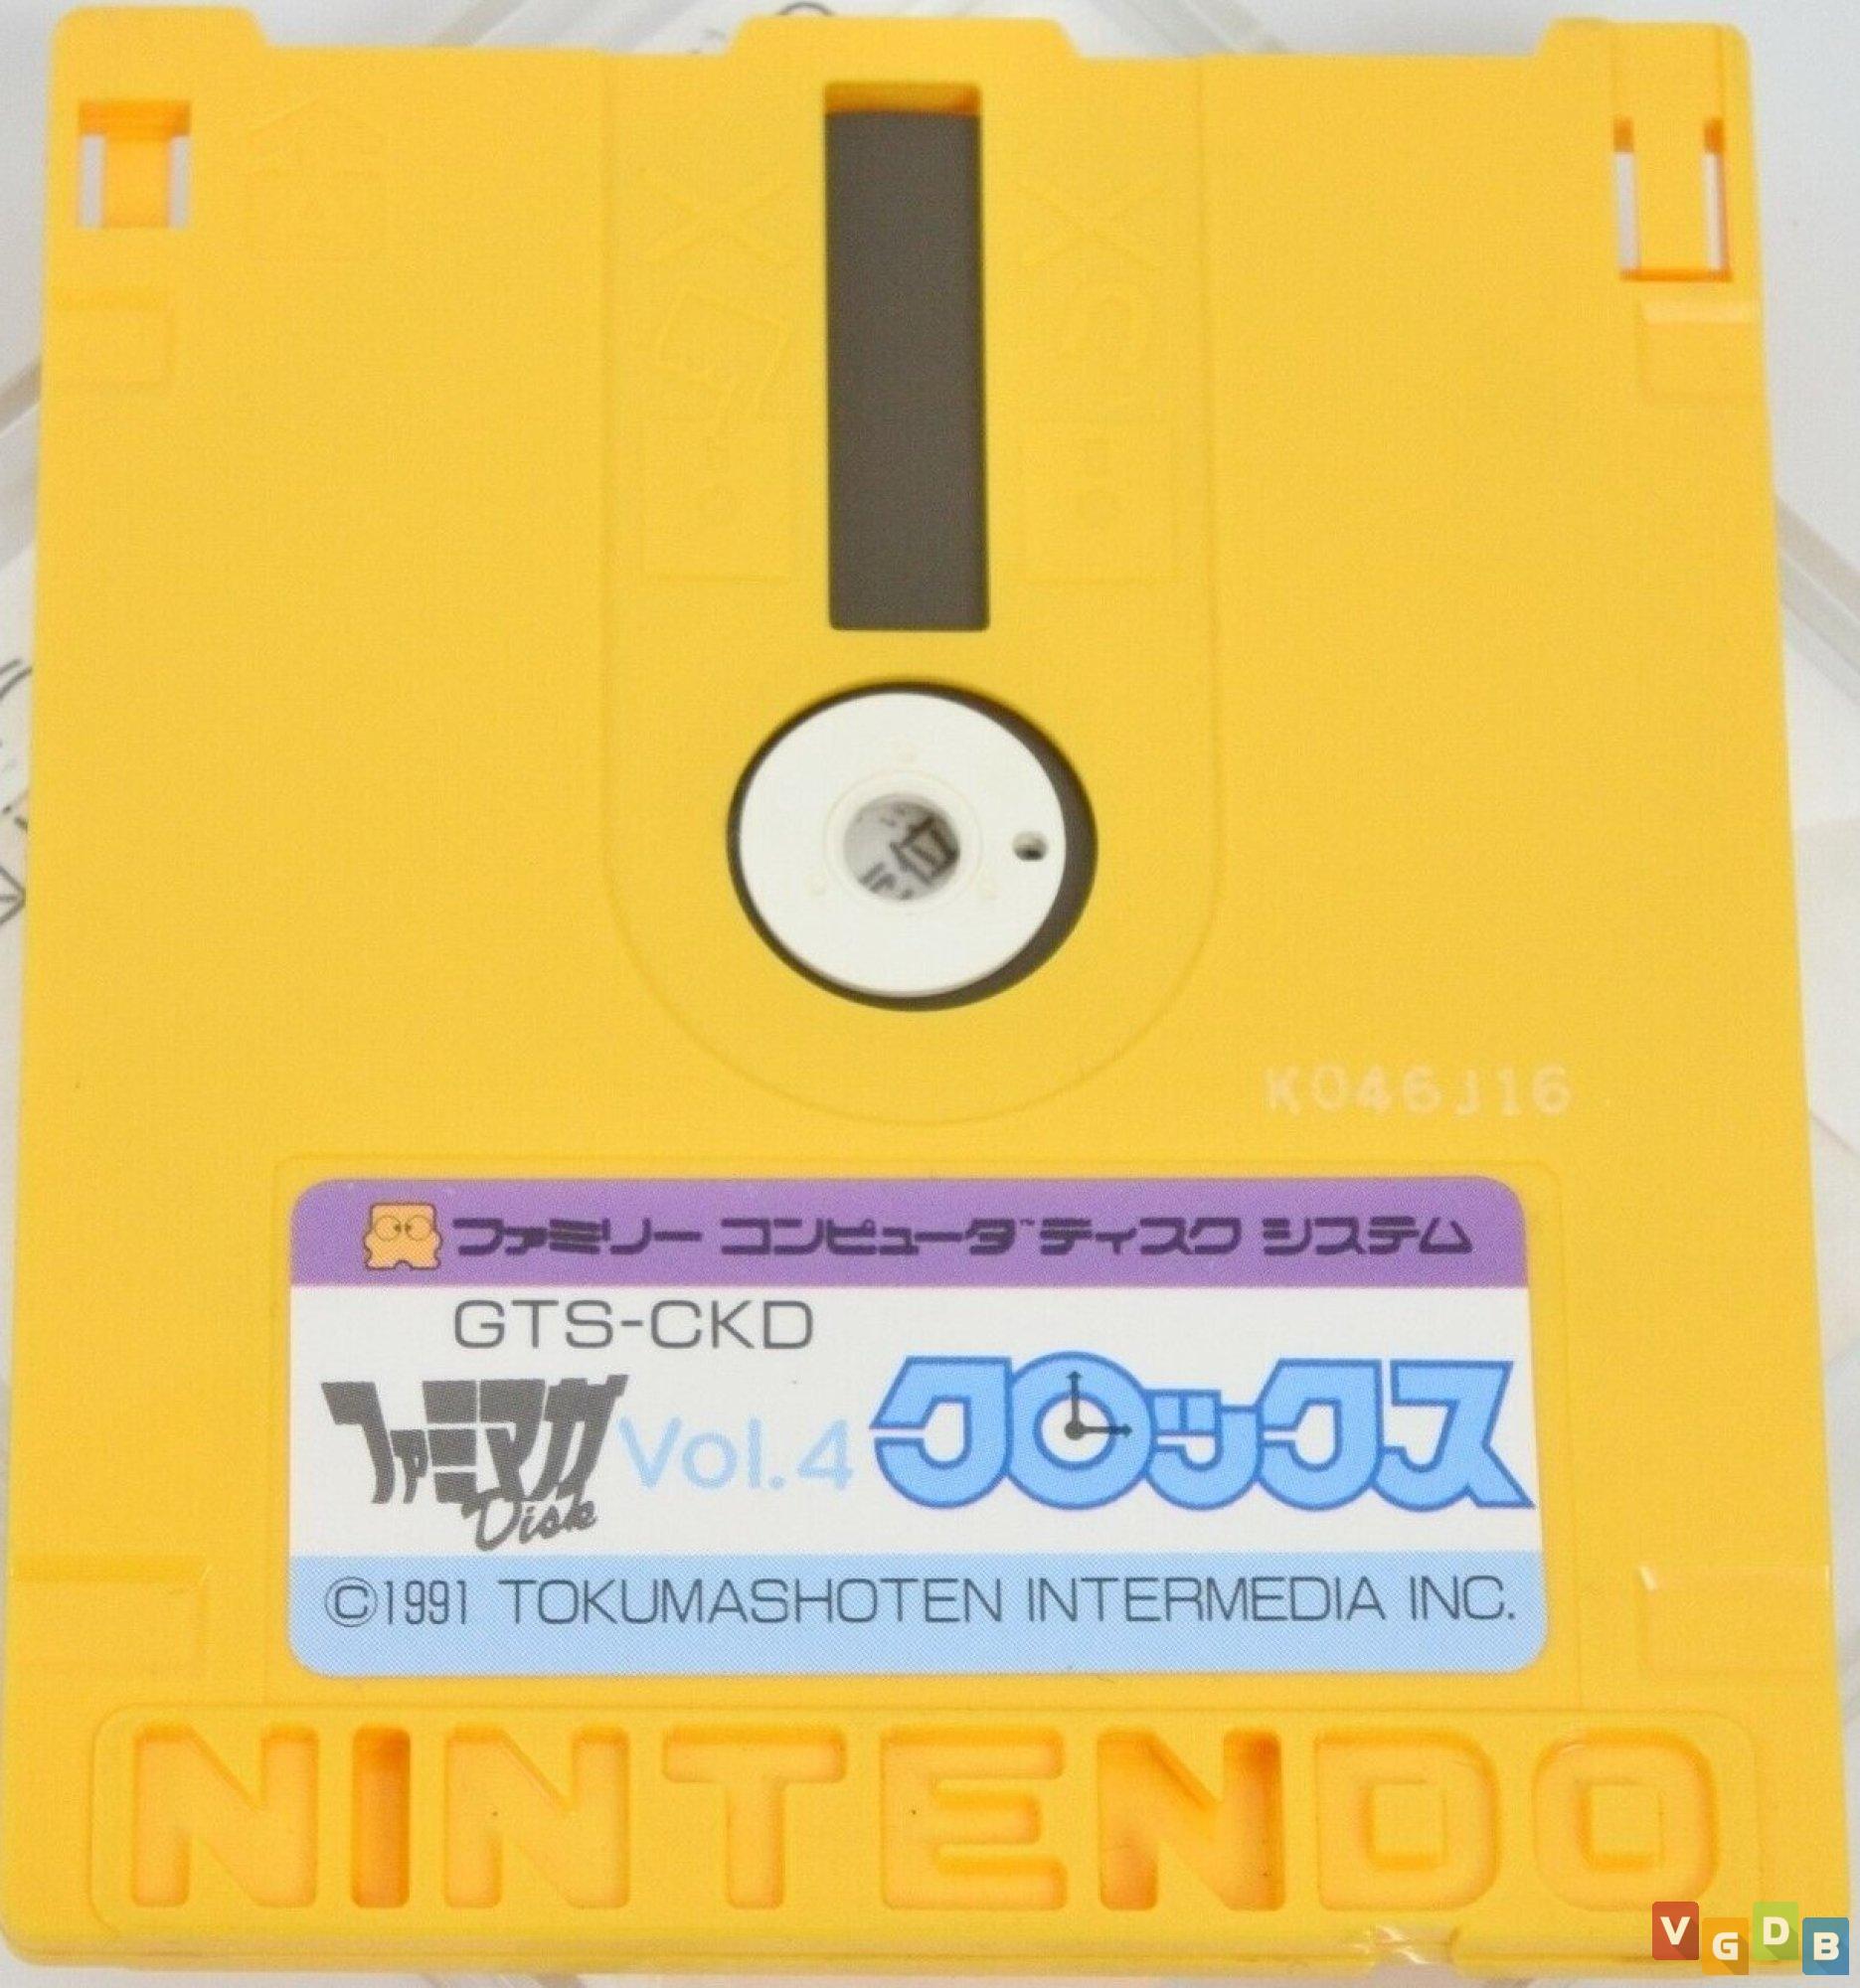 K046J16
ファミリー コンピュータ ディスク システム
GTS-CKD
ファミマガ Disk Vol.4 クロックス
©1991 TOKUMASHOTEN INTERMEDIA INC.
NINTENDO
VGDB